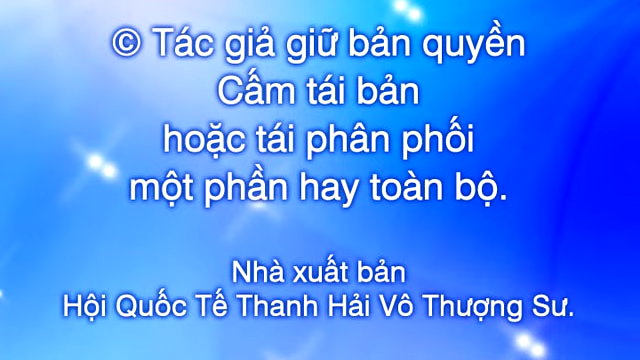 © Tác giả giữ bản quyền
Cấm tái bản
hoặc tái phân phối
một phần hay toàn bộ.
Nhà xuất bản
Hội Quốc Tế Thanh Hải Vô Thượng Sư.